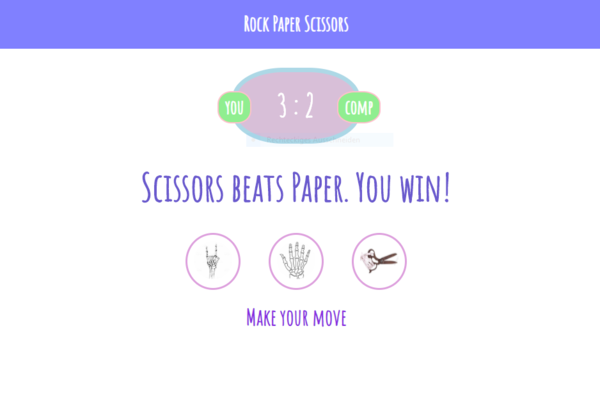 Rock Paper Scissors
YOU 3 : 2 COMP
Scissors beats Paper. You win!
Make your move